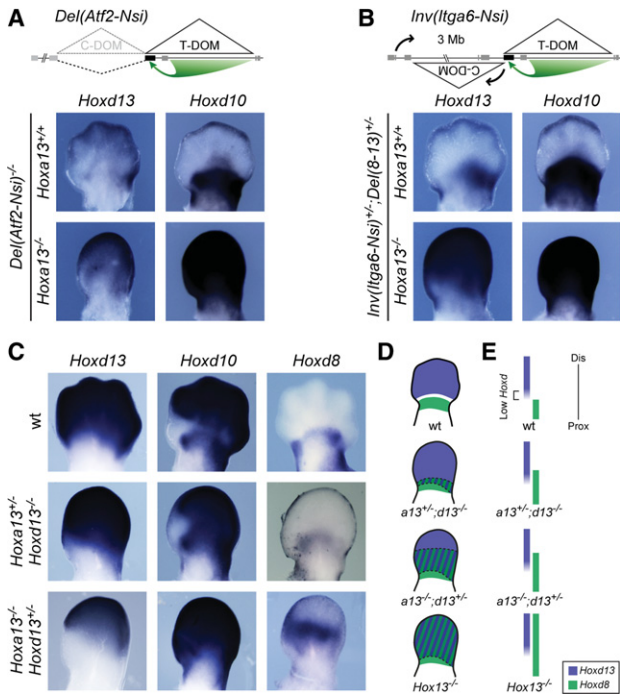 A
Del(Atf2-Nsi)
C-DOM
T-DOM
Hoxd13
Hoxd10
Del(Atf2-Nsi)-/-
Hoxa13+/+
Hoxa13-/-
B
Inv(Itga6-Nsi)
3 Mb
C-DOM
T-DOM
Hoxd13
Hoxd10
Inv(Itga6-Nsi)+/-;Del(8-13)+/-
Hoxa13+/+
Hoxa13-/-
C
Hoxd13
Hoxd10
Hoxd8
wt
Hoxa13+/-
Hoxd13-/-
Hoxa13-/-
Hoxd13+/-
D
wt
a13+/-;d13-/-
a13-/-;d13+/-
Hox13-/-
E
Low Hoxd
Dis
Prox
wt
a13+/-;d13-/-
a13-/-;d13+/-
Hox13-/-
Hoxd13
Hoxd8